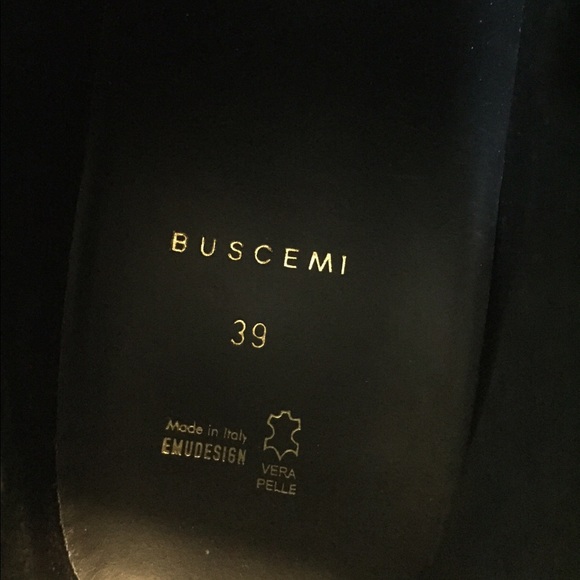 BUSCEMI
39
Made in Italy
EMUDESIGN
VERA
PELLE